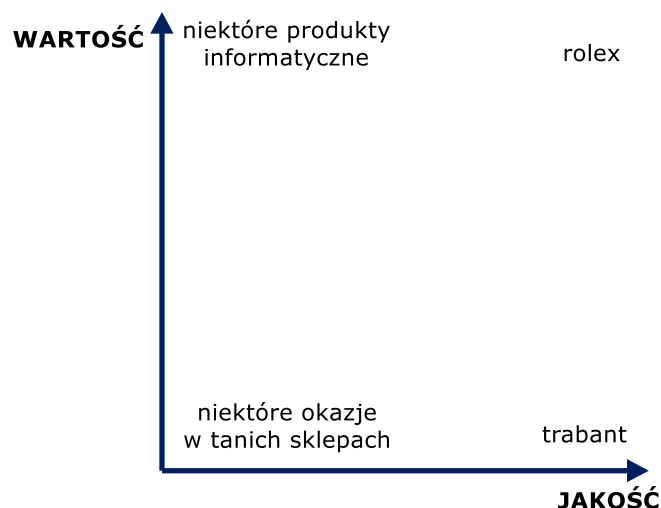 WARTOŚĆ
niektóre produkty
informatyczne
rolex
niektóre okazje
w tanich sklepach
trabant
JAKOŚĆ